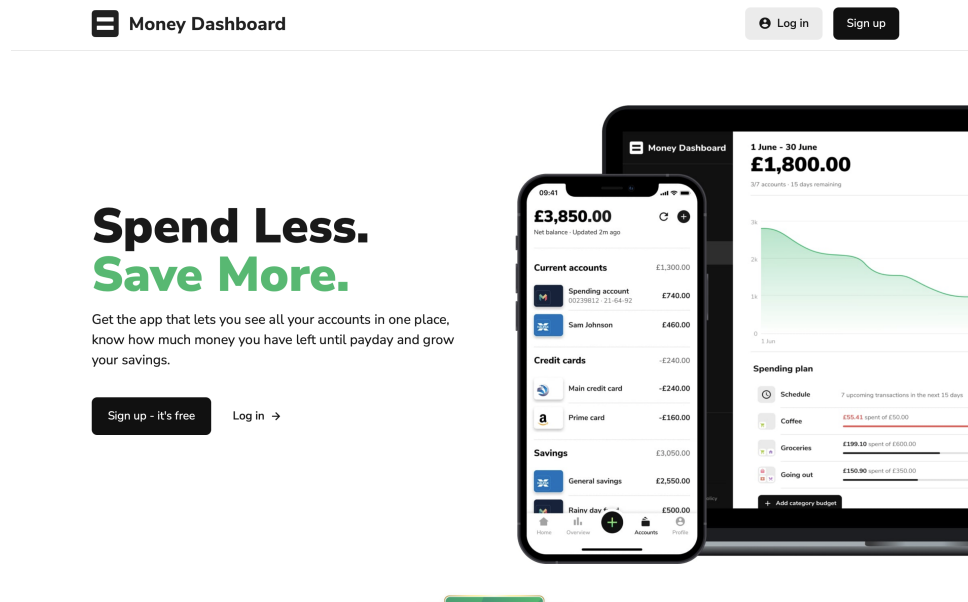 Money Dashboard
Log in
Sign up
Spend Less.
Save More.
Get the app that lets you see all your accounts in one place,
know how much money you have left until payday and grow
your savings.
Sign up - it's free
Log in →
09:41
£3,850.00
Net balance · Updated 2m ago
Current accounts £1,300.00
Spending account £740.00
00239812 · 21-64-92
Sam Johnson £460.00
Credit cards -£240.00
Main credit card -£240.00
Prime card -£160.00
Savings £3,050.00
General savings £2,550.00
Rainy day £500.00
Home Overview Accounts Profile
Money Dashboard
1 June - 30 June
£1,800.00
3/7 accounts · 15 days remaining
3k
2k
1k
0
1 Jun
Spending plan
Schedule 7 upcoming transactions in the next 15 days
Coffee £55.41 spent of £50.00
Groceries £199.10 spent of £600.00
Going out £150.90 spent of £350.00
+ Add category budget